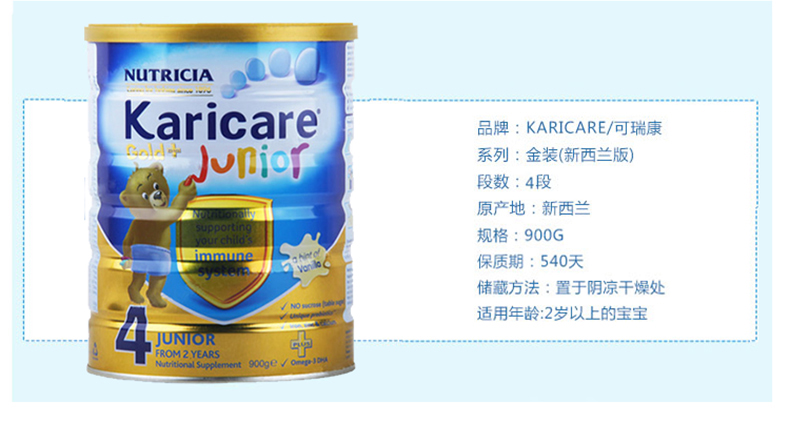 NUTRICIA
Karicare
Gold+
Junior
Nutritionally
supporting
your child's
immune
system
a hint of
Vanilla
NO sucrose
4
JUNIOR
FROM 2 YEARS
Nutritional Supplement
900g e
PLUS
Omega-3 DHA
品牌：KARICARE/可瑞康
系列：金装(新西兰版)
段数：4段
原产地：新西兰
规格：900G
保质期：540天
储藏方法：置于阴凉干燥处
适用年龄:2岁以上的宝宝